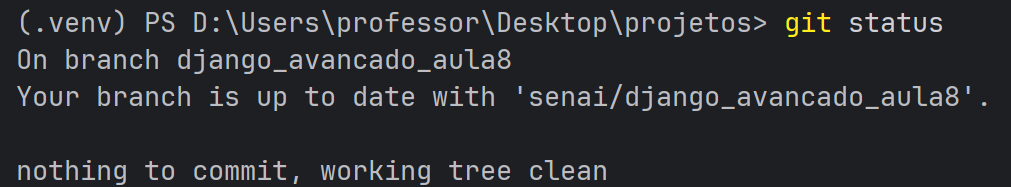 (.venv) PS D:\Users\professor\Desktop\projetos> git status
On branch django_avancado_aula8
Your branch is up to date with 'senai/django_avancado_aula8'.
nothing to commit, working tree clean